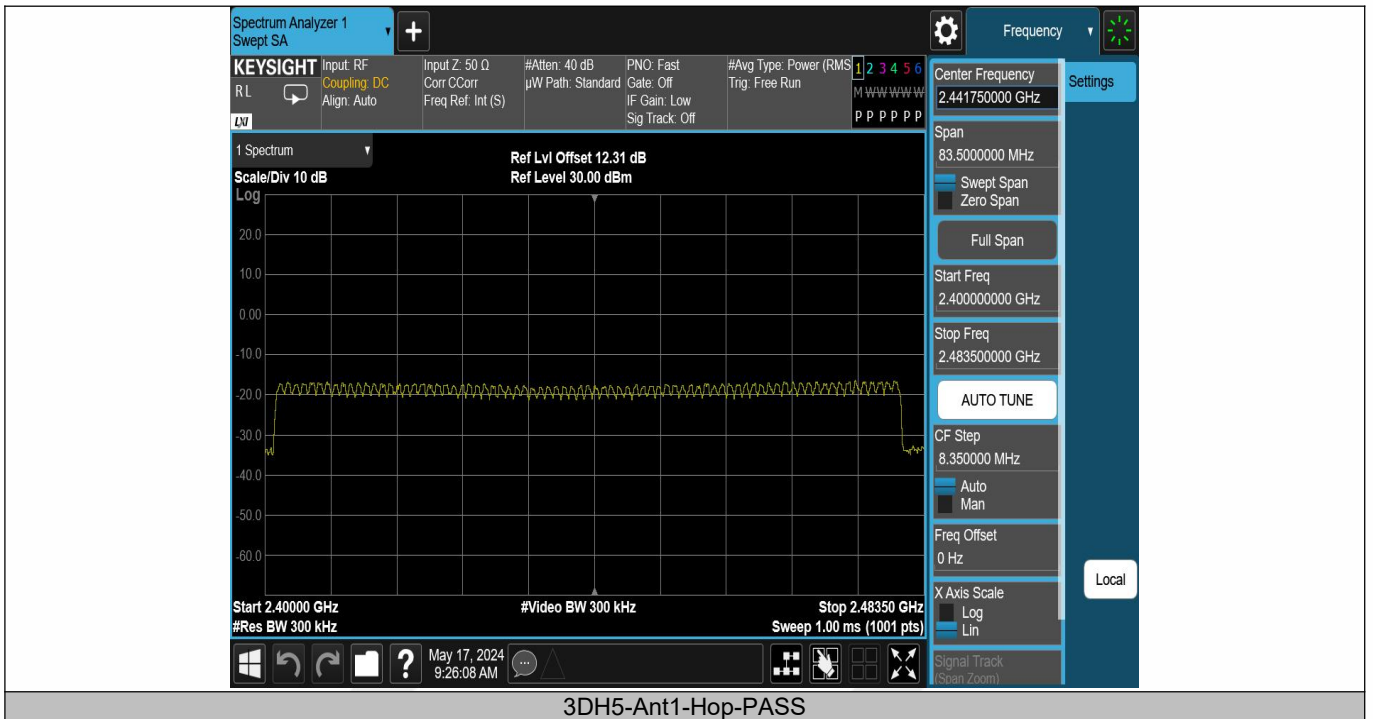 Spectrum Analyzer 1
Swept SA
+
Frequency
KEYSIGHT
RL
LXI
Input: RF
Coupling: DC
Align: Auto
Input Z: 50 Ω
Corr CCorr
Freq Ref: Int (S)
#Atten: 40 dB
µW Path: Standard
PNO: Fast
Gate: Off
IF Gain: Low
Sig Track: Off
#Avg Type: Power (RMS
Trig: Free Run
1 2 3 4 5 6
M W W W W W
P P P P P P
Center Frequency
2.441750000 GHz
Settings
Span
83.5000000 MHz
Swept Span
Zero Span
Full Span
Start Freq
2.400000000 GHz
Stop Freq
2.483500000 GHz
AUTO TUNE
CF Step
8.350000 MHz
Auto
Man
Freq Offset
0 Hz
X Axis Scale
Log
Lin
Signal Track
(Span Zoom)
Local
1 Spectrum
Scale/Div 10 dB
Ref Lvl Offset 12.31 dB
Ref Level 30.00 dBm
Log
20.0
10.0
0.00
-10.0
-20.0
-30.0
-40.0
-50.0
-60.0
Start 2.40000 GHz
#Video BW 300 kHz
Stop 2.48350 GHz
#Res BW 300 kHz
Sweep 1.00 ms (1001 pts)
?
May 17, 2024
9:26:08 AM
3DH5-Ant1-Hop-PASS